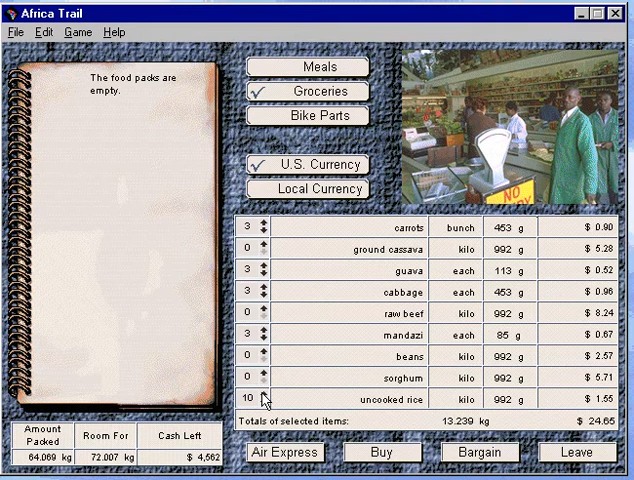 Africa Trail
File Edit Game Help
The food packs are
empty.
Meals
Groceries
Bike Parts
U.S. Currency
Local Currency
NO
3 carrots bunch 453 g $ 0.90
0 ground cassava kilo 992 g $ 5.28
3 guava each 113 g $ 0.52
3 cabbage each 453 g $ 0.96
0 raw beef kilo 992 g $ 8.24
3 mandazi each 85 g $ 0.67
0 beans kilo 992 g $ 2.57
0 sorghum kilo 992 g $ 5.71
10 uncooked rice kilo 992 g $ 1.55
Totals of selected items: 13.239 kg $ 24.65
Amount
Packed Room For Cash Left
64.069 kg 72.007 kg $ 4,562
Air Express Buy Bargain Leave